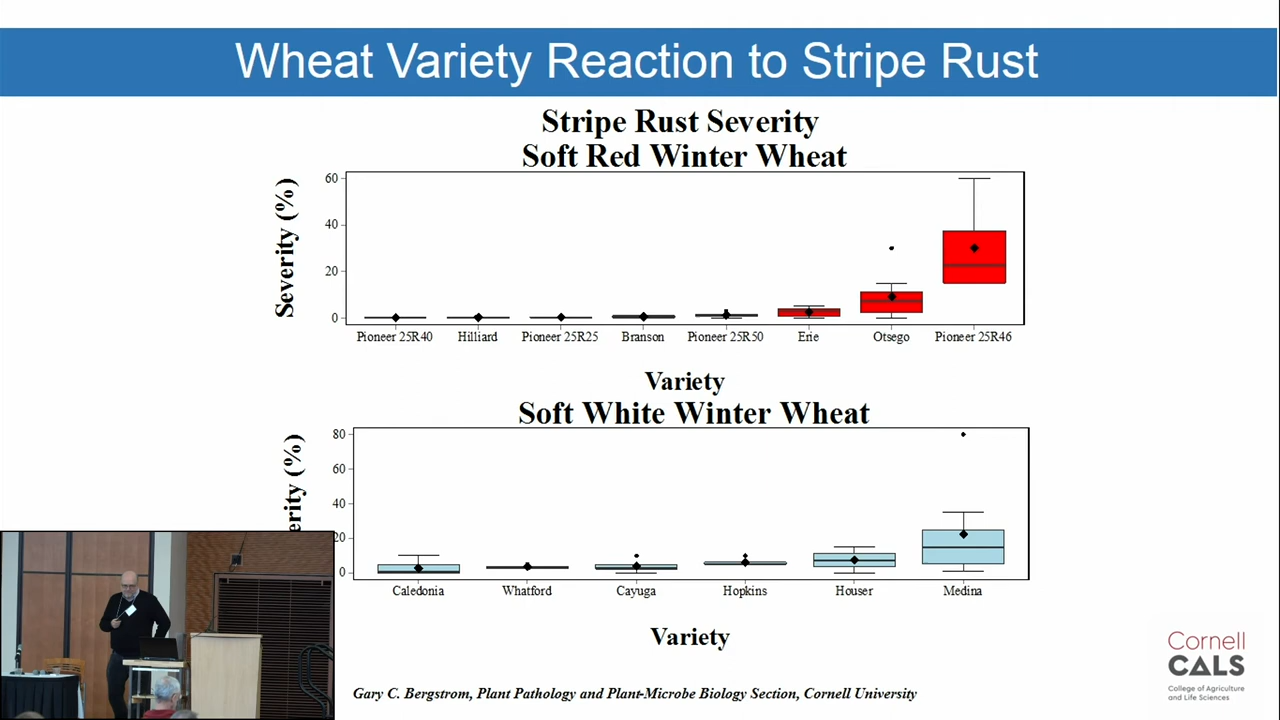 Wheat Variety Reaction to Stripe Rust
Stripe Rust Severity
Soft Red Winter Wheat
Severity (%)
60
40
20
0
Pioneer 25R40 Hilliard Pioneer 25R25 Branson Pioneer 25R50 Erie Otsego Pioneer 25R46
Variety
Soft White Winter Wheat
erity (%)
80
60
40
20
0
Caledonia Whatford Cayuga Hopkins Houser Medina
Variety
Gary C. Plant Pathology and Plant-Microbe Biology Section, Cornell University
Cornell
CALS
College of Agriculture
and Life Sciences